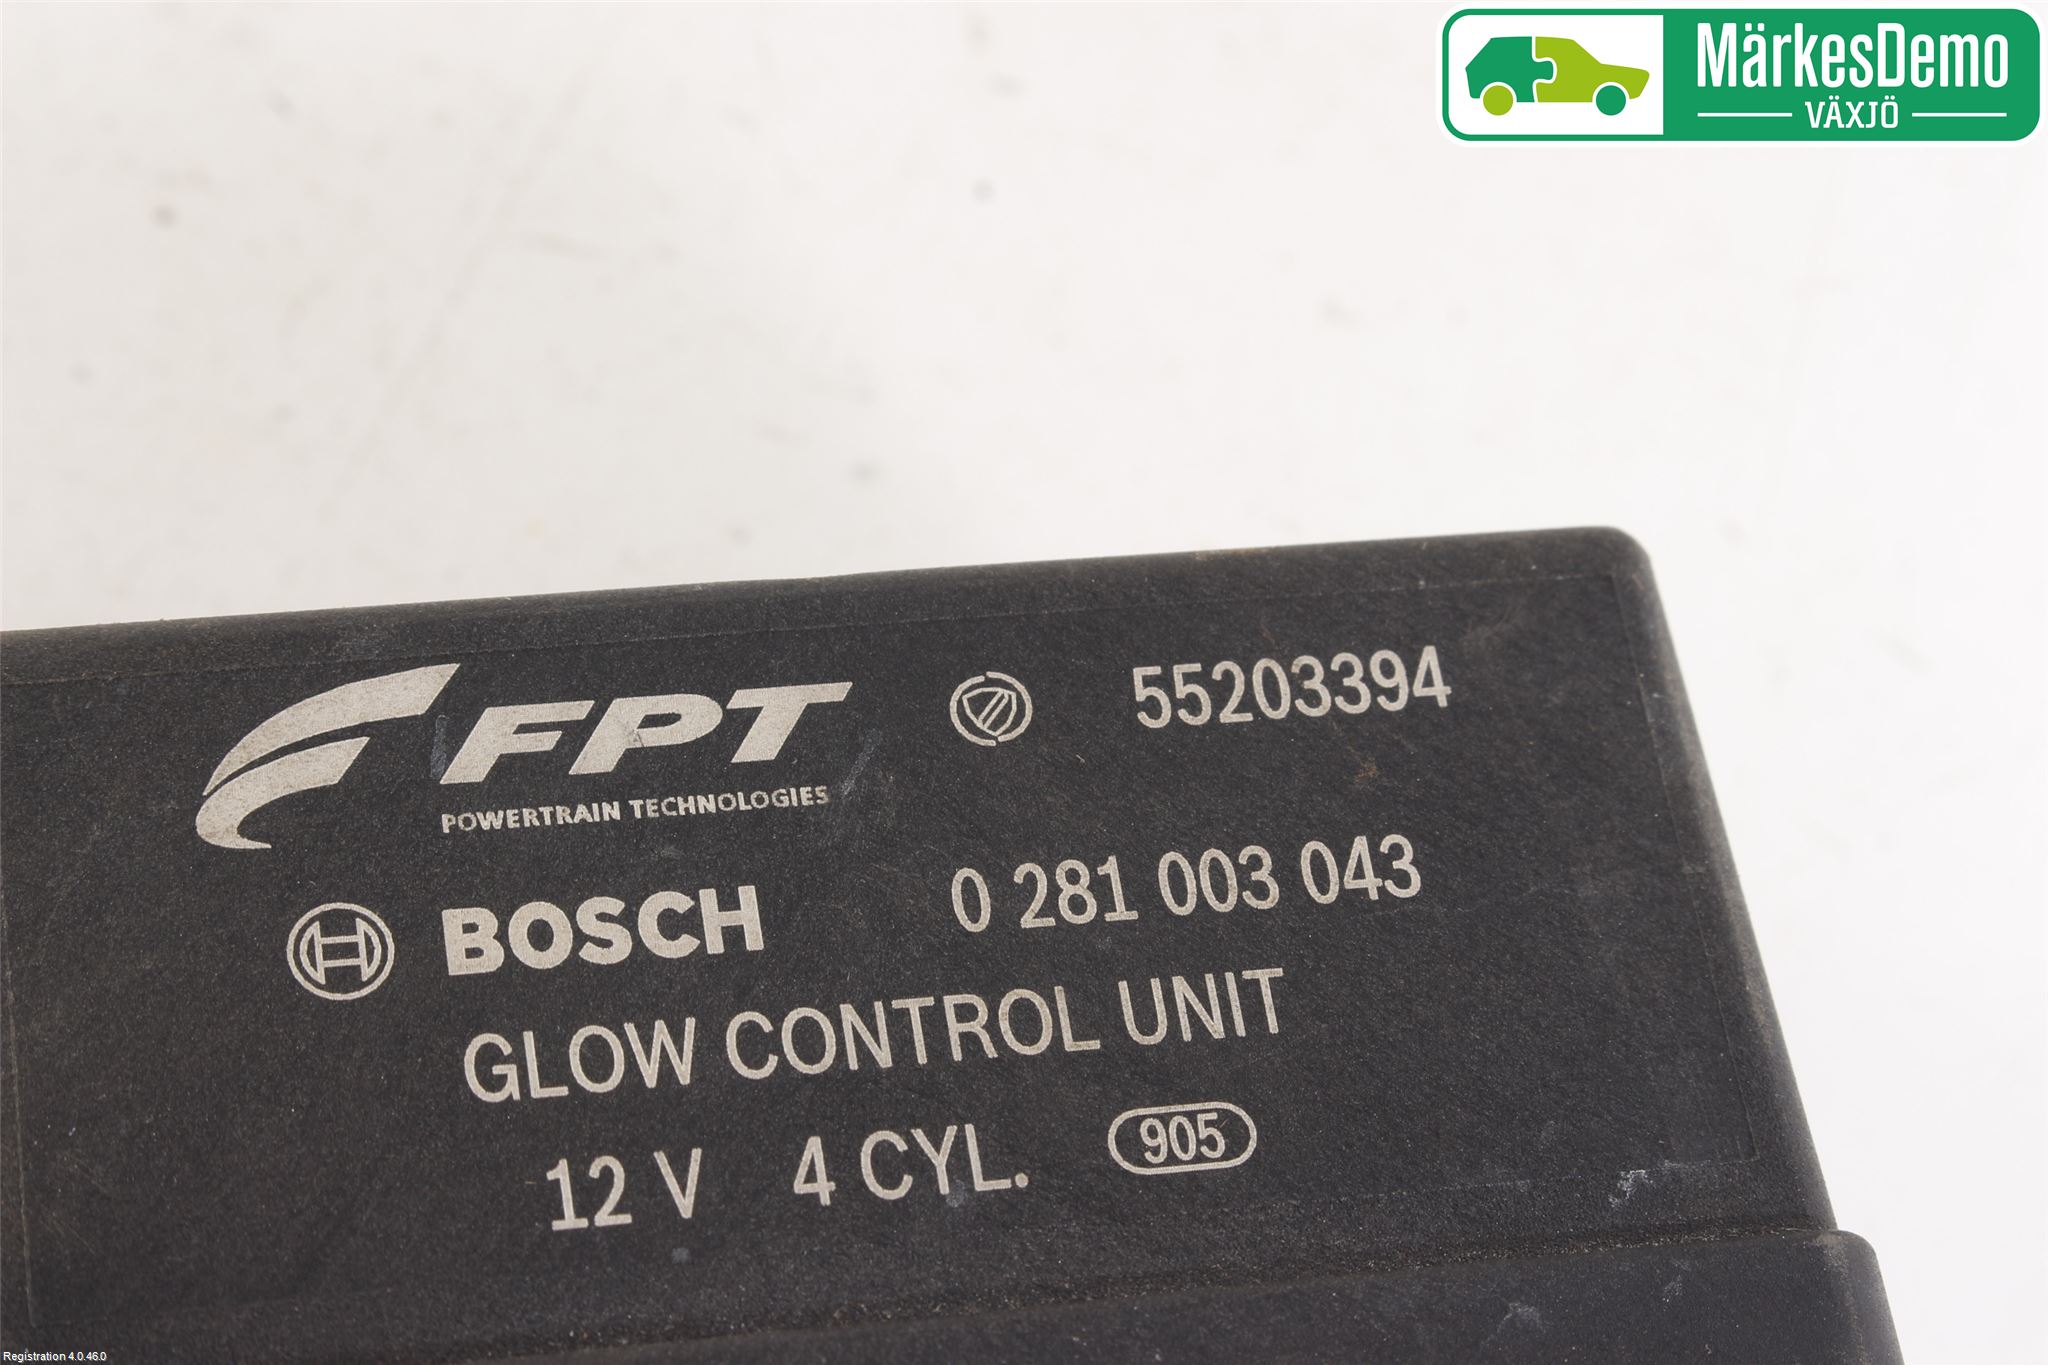 MärkesDemo
VÄXJÖ
FPT 55203394
POWERTRAIN TECHNOLOGIES
BOSCH 0 281 003 043
GLOW CONTROL UNIT
12 V 4 CYL. 905
Registration 4.0.46.0